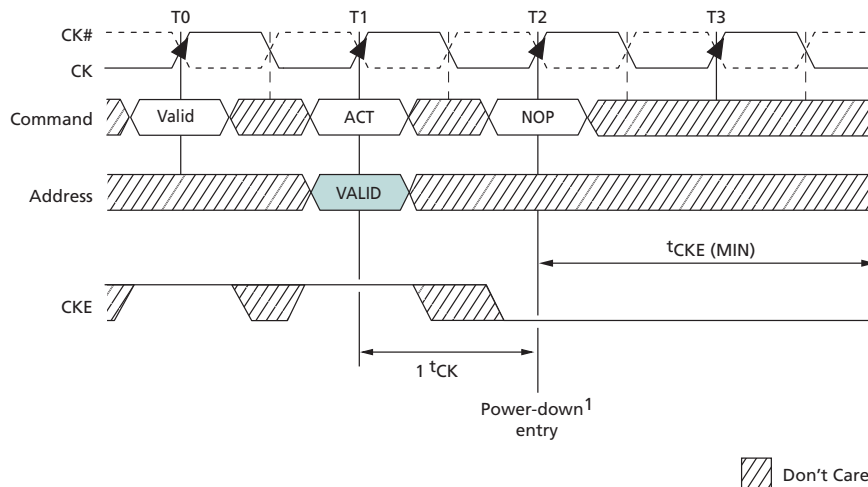 T0 T1 T2 T3
CK#
CK
Command Valid ACT NOP
Address VALID
tCKE (MIN)
CKE
1 tCK
Power-down1
entry
Don't Care